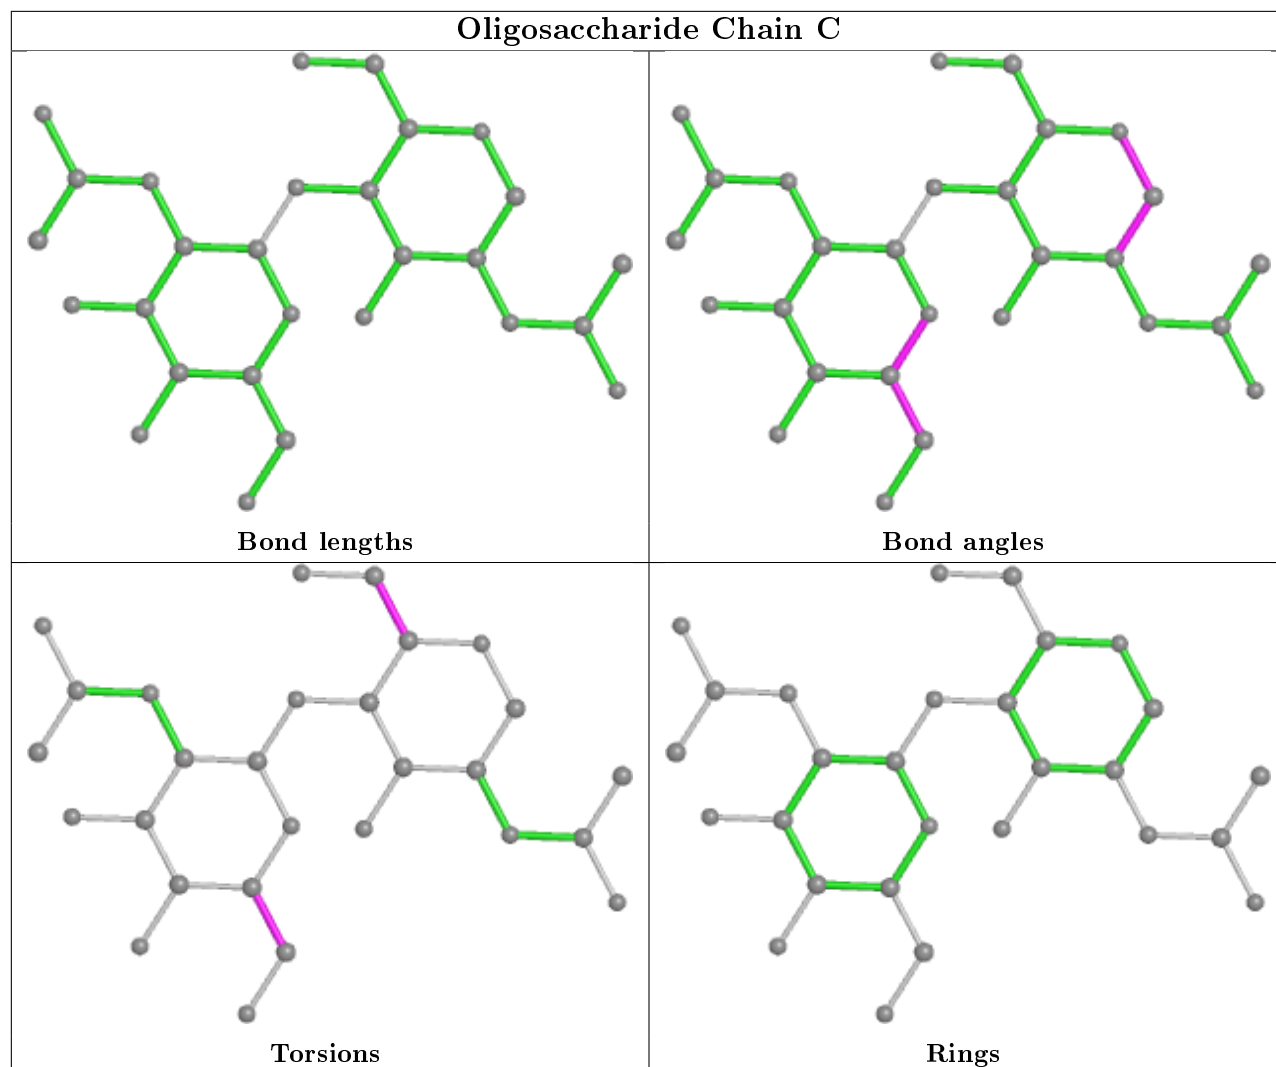 Oligosaccharide Chain C
Bond lengths
Bond angles
Torsions
Rings